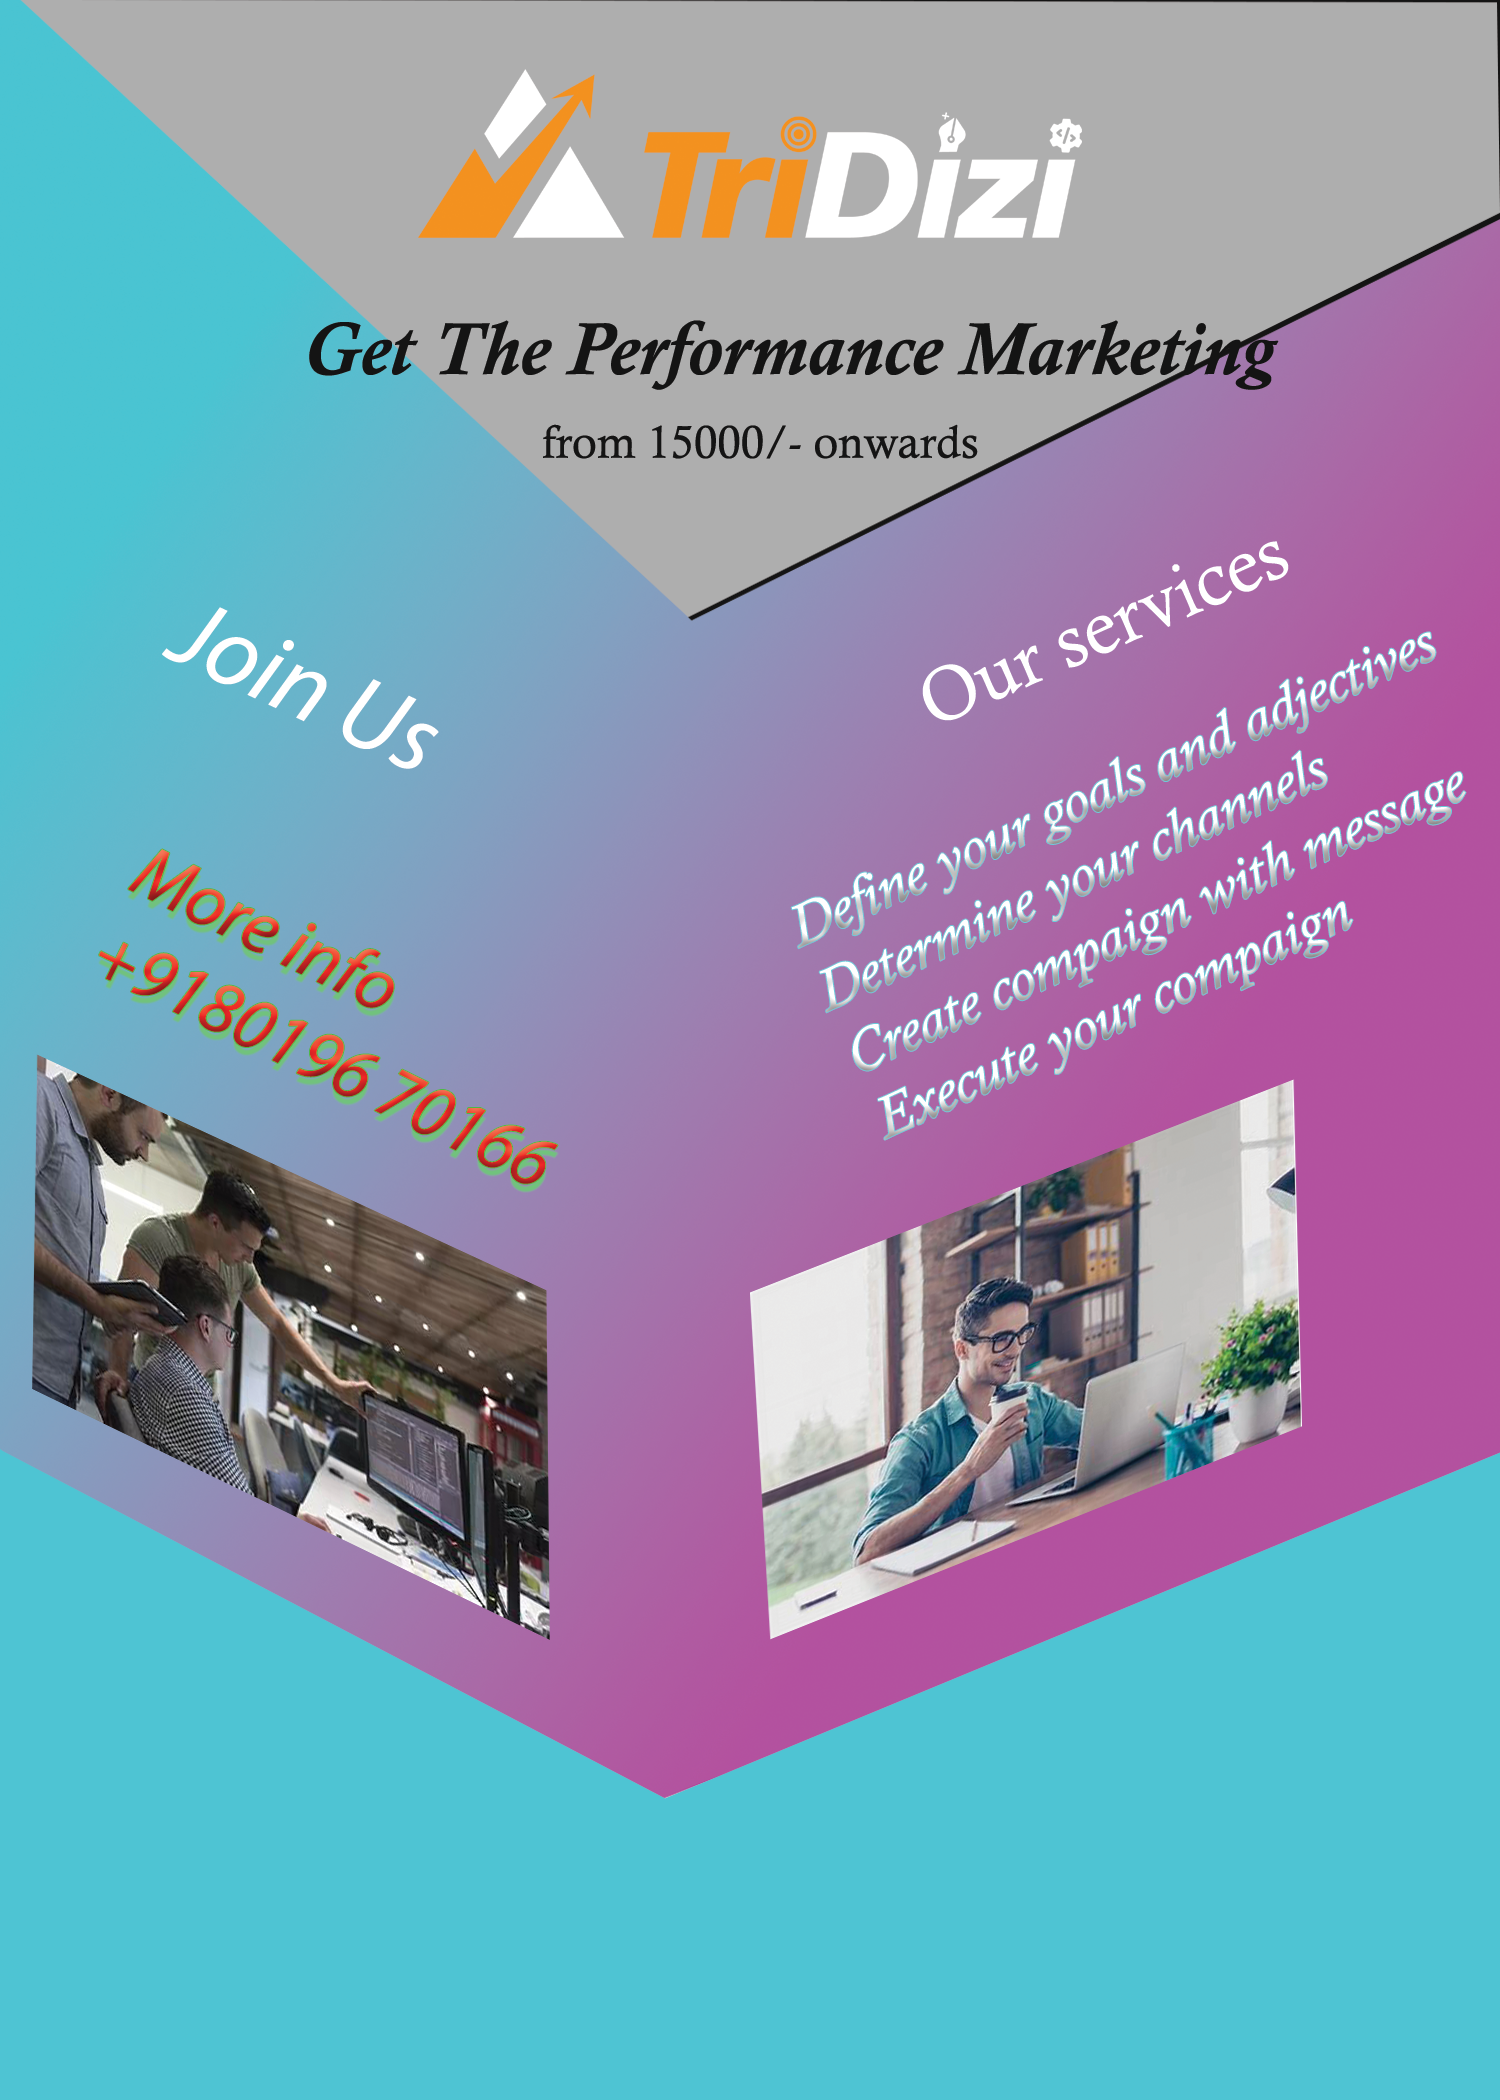 TriDizi
Get The Performance Marketing
from 15000/- onwards
Join Us
More info
+9180196 70166
Our services
Define your goals and adjectives
Determine your channels
Create compaign with message
Execute your compaign